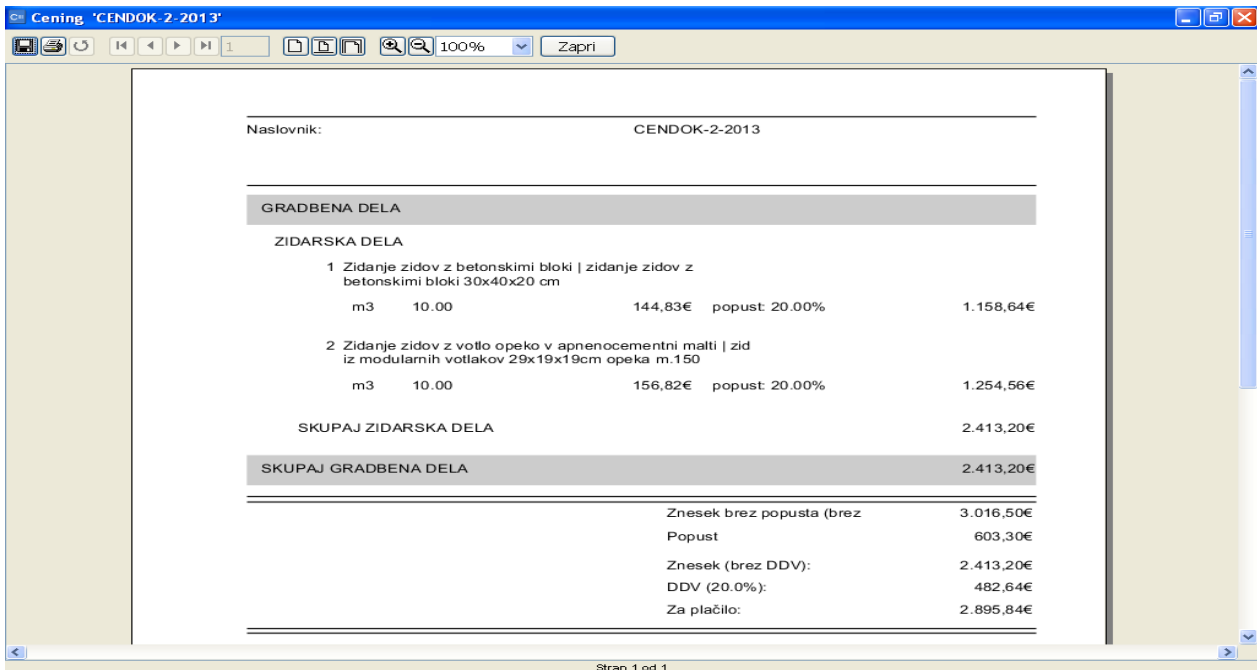 Cening 'CENDOK-2-2013'
1 100% Zapri
Naslovnik: CENDOK-2-2013
GRADBENA DELA
ZIDARSKA DELA
1 Zidanje zidov z betonskimi bloki | zidanje zidov z
betonskimi bloki 30x40x20 cm
m3 10.00 144,83€ popust: 20.00% 1.158,64€
2 Zidanje zidov z votlo opeko v apnenocementni malti | zid
iz modularnih votlakov 29x19x19cm opeka m.150
m3 10.00 156,82€ popust: 20.00% 1.254,56€
SKUPAJ ZIDARSKA DELA 2.413,20€
SKUPAJ GRADBENA DELA 2.413,20€
Znesek brez popusta (brez 3.016,50€
Popust 603,30€
Znesek (brez DDV): 2.413,20€
DDV (20.0%): 482,64€
Za plačilo: 2.895,84€
Stran 1 od 1